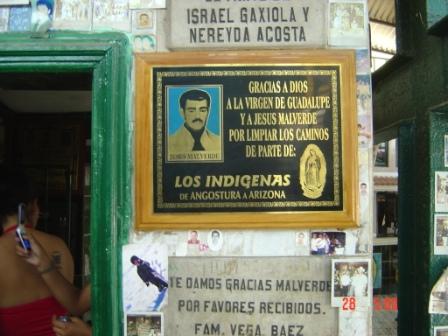 ISRAEL GAXIOLA Y
NEREYDA ACOSTA
GRACIAS A DIOS
A LA VIRGEN DE GUADALUPE
Y A JESUS MALVERDE
POR LIMPIAR LOS CAMINOS
DE PARTE DE:
JESUS MALVERDE
LOS INDIGENAS
DE ANGOSTURA A ARIZONA
TE DAMOS GRACIAS MALVERDE
POR FAVORES RECIBIDOS.
FAM. VEGA BAEZ
28